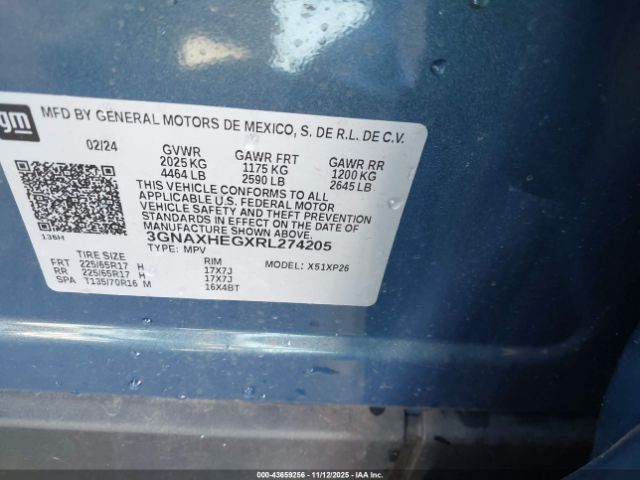 gm
MFD BY GENERAL MOTORS DE MEXICO, S. DE R.L. DE C.V.
02/24 GVWR GAWR FRT GAWR RR
2025 KG 1175 KG 1200 KG
4464 LB 2590 LB 2645 LB
THIS VEHICLE CONFORMS TO ALL
APPLICABLE U.S. FEDERAL MOTOR
VEHICLE SAFETY AND THEFT PREVENTION
STANDARDS IN EFFECT ON THE DATE OF
MANUFACTURE SHOWN ABOVE.
136H 3GNAXHEGXRL274205
TYPE: MPV
TIRE SIZE RIM MODEL: X51XP26
FRT 225/65R17 H 17X7J
RR 225/65R17 H 17X7J
SPA T135/70R16 M 16X4BT
000-43659256 - 11/12/2025 - IAAI.com